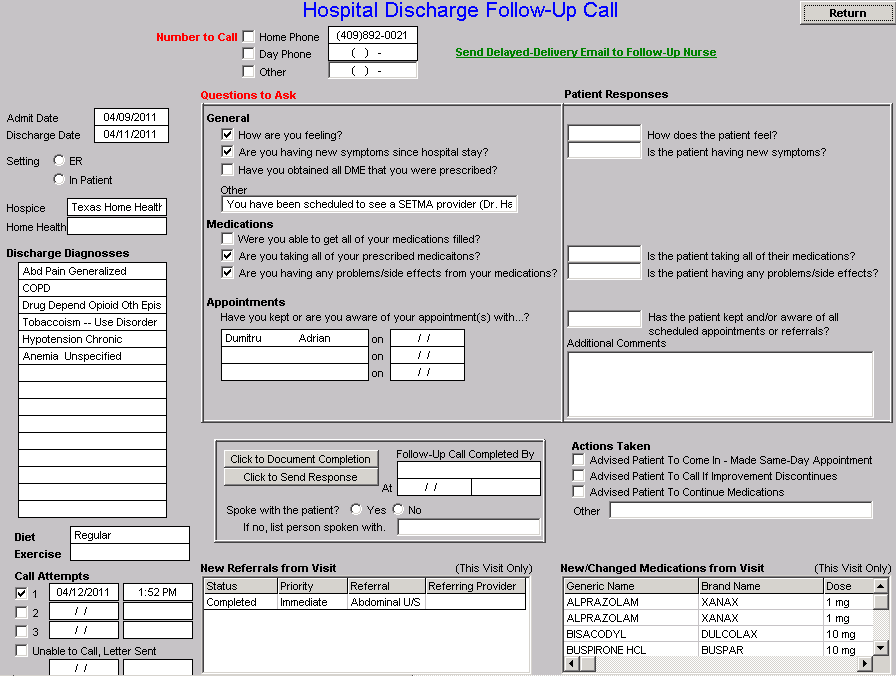 Hospital Discharge Follow-Up Call
Return
Number to Call Home Phone (409)892-0021
Day Phone ( ) -
Other ( ) -
Send Delayed-Delivery Email to Follow-Up Nurse
Admit Date 04/09/2011
Discharge Date 04/11/2011
Setting ER
In Patient
Hospice Texas Home Health
Home Health
Discharge Diagnosses
Abd Pain Generalized
COPD
Drug Depend Opioid Oth Epis
Tobaccoism -- Use Disorder
Hypotension Chronic
Anemia Unspecified
Diet Regular
Exercise
Call Attempts
1 04/12/2011 1:52 PM
2 / /
3 / /
Unable to Call, Letter Sent
/ /
Questions to Ask
General
How are you feeling?
Are you having new symptoms since hospital stay?
Have you obtained all DME that you were prescribed?
Other
You have been scheduled to see a SETMA provider (Dr. Ha
Medications
Were you able to get all of your medications filled?
Are you taking all of your prescribed medicaitons?
Are you having any problems/side effects from your medications?
Appointments
Have you kept or are you aware of your appointment(s) with...?
Dumitru Adrian on / /
on / /
on / /
Patient Responses
How does the patient feel?
Is the patient having new symptoms?
Is the patient taking all of their medications?
Is the patient having any problems/side effects?
Has the patient kept and/or aware of all
scheduled appointments or referrals?
Additional Comments
Click to Document Completion
Click to Send Response
Follow-Up Call Completed By
At / /
Spoke with the patient? Yes No
If no, list person spoken with.
Actions Taken
Advised Patient To Come In - Made Same-Day Appointment
Advised Patient To Call If Improvement Discontinues
Advised Patient To Continue Medications
Other
New Referrals from Visit (This Visit Only)
Status Priority Referral Referring Provider
Completed Immediate Abdominal U/S
New/Changed Medications from Visit (This Visit Only)
Generic Name Brand Name Dose
ALPRAZOLAM XANAX 1 mg
ALPRAZOLAM XANAX 1 mg
BISACODYL DULCOLAX 10 mg
BUSPIRONE HCL BUSPAR 10 mg